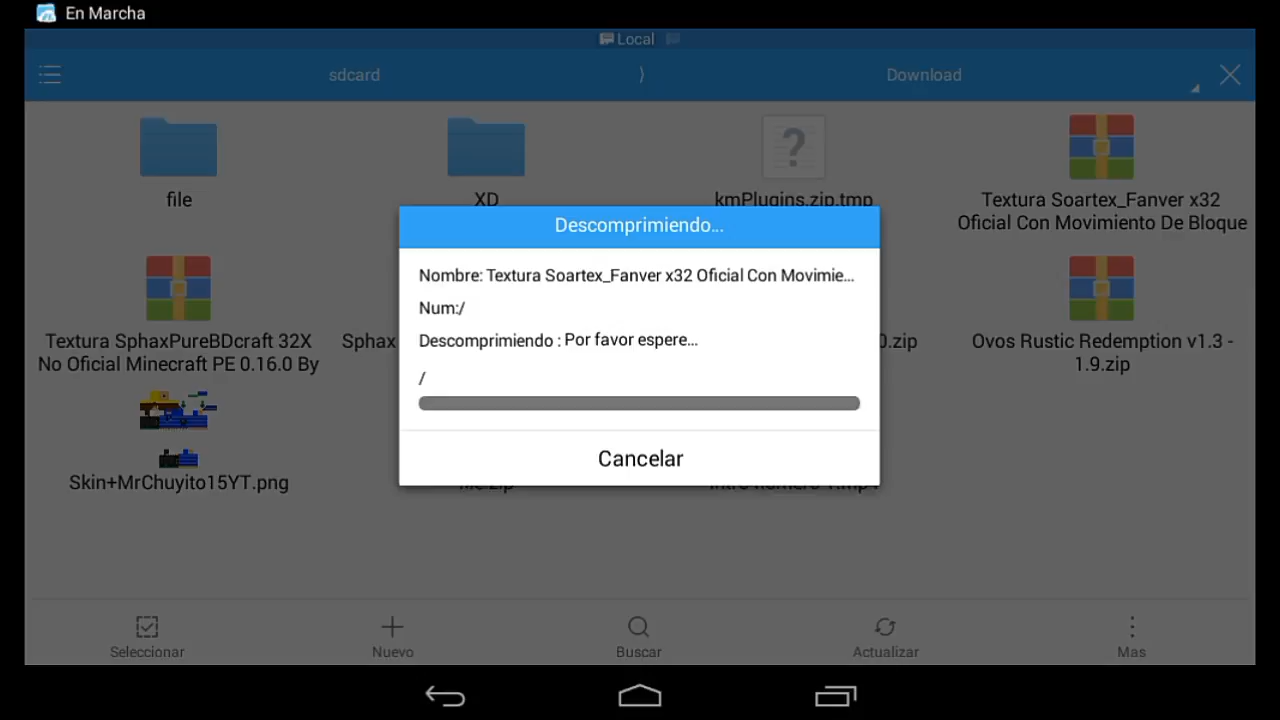 En Marcha
Local
sdcard
Download
file
XD
kmPlugins.zip.tmp
Textura Soartex_Fanver x32
Oficial Con Movimiento De Bloque
Descomprimiendo...
Nombre: Textura Soartex_Fanver x32 Oficial Con Movimie...
Num:/
Descomprimiendo : Por favor espere...
/
Cancelar
Textura SphaxPureBDcraft 32X
No Oficial Minecraft PE 0.16.0 By
Sphax
0.zip
Ovos Rustic Redemption v1.3 -
1.9.zip
Skin+MrChuyito15YT.png
file.zip
Seleccionar
Nuevo
Buscar
Actualizar
Mas